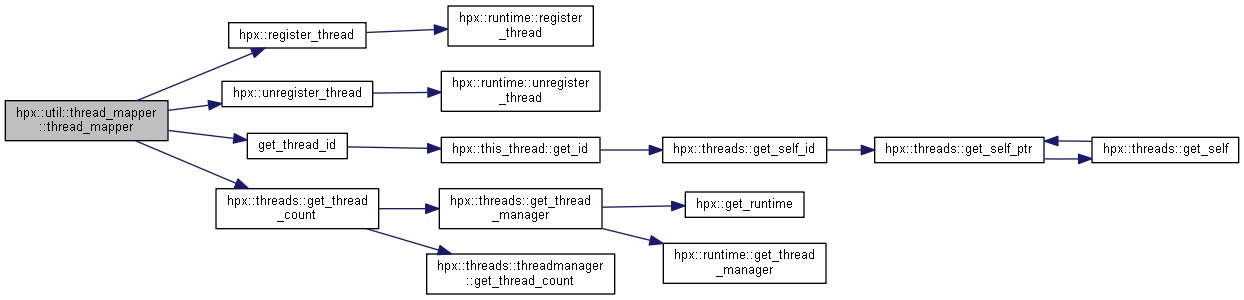 hpx::util::thread_mapper
::thread_mapper
hpx::register_thread
hpx::runtime::register
_thread
hpx::unregister_thread
hpx::runtime::unregister
_thread
get_thread_id
hpx::this_thread::get_id
hpx::threads::get_self_id
hpx::threads::get_self_ptr
hpx::threads::get_self
hpx::threads::get_thread
_count
hpx::threads::get_thread
_manager
hpx::get_runtime
hpx::runtime::get_thread
_manager
hpx::threads::threadmanager
::get_thread_count